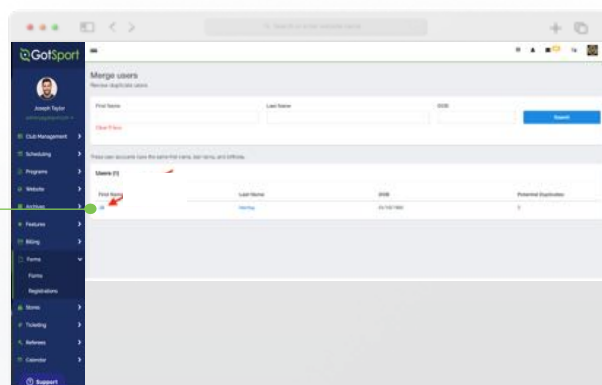 GotSport
Merge users
Review duplicate users
Joseph Taylor
First Name
Last Name
DOB
Search
Clear Filters
Club Management
Scheduling
These user accounts have the same first name, last name, and birthdate.
Programs
Users (1)
Website
First Name
Last Name
DOB
Potential Duplicates
Archives
Features
Billing
Forms
Forms
Registrations
Stores
Ticketing
Referees
Calendar
Support